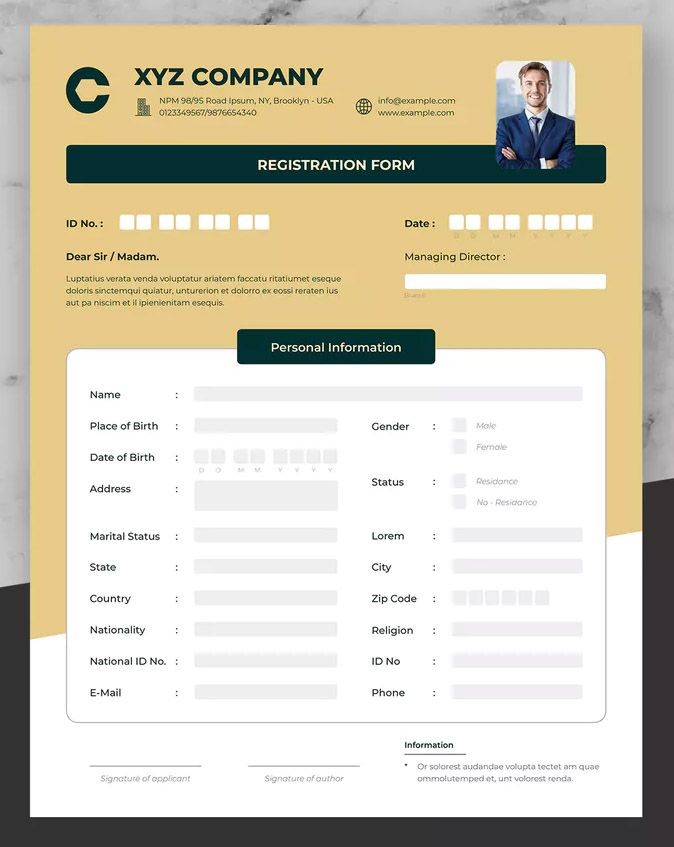 XYZ COMPANY
NPM 98/95 Road Ipsum, NY, Brooklyn - USA
0123349567/9876654340
info@example.com
www.example.com
REGISTRATION FORM
ID No. :
Date :
D D M M Y Y Y Y
Dear Sir / Madam.
Managing Director :
Luptatius verata venda voluptatur ariatem faccatu ritatiumet eseque
doloris sinctemqui quiatur, unturerion et dolorro ex eossi reraten ius
aut pa niscim et il ipienienitam esequis.
Personal Information
Name :
Place of Birth :
Gender :
Male
Female
Date of Birth :
D D M M Y Y Y Y
Address :
Status :
Residance
No - Residance
Marital Status :
Lorem :
State :
City :
Country :
Zip Code :
Nationality :
Religion :
National ID No. :
ID No :
E-Mail :
Phone :
Signature of applicant
Signature of author
Information
* Or solorest audandae volupta tectet am quae
ommolutemped et, unt volorest renda.